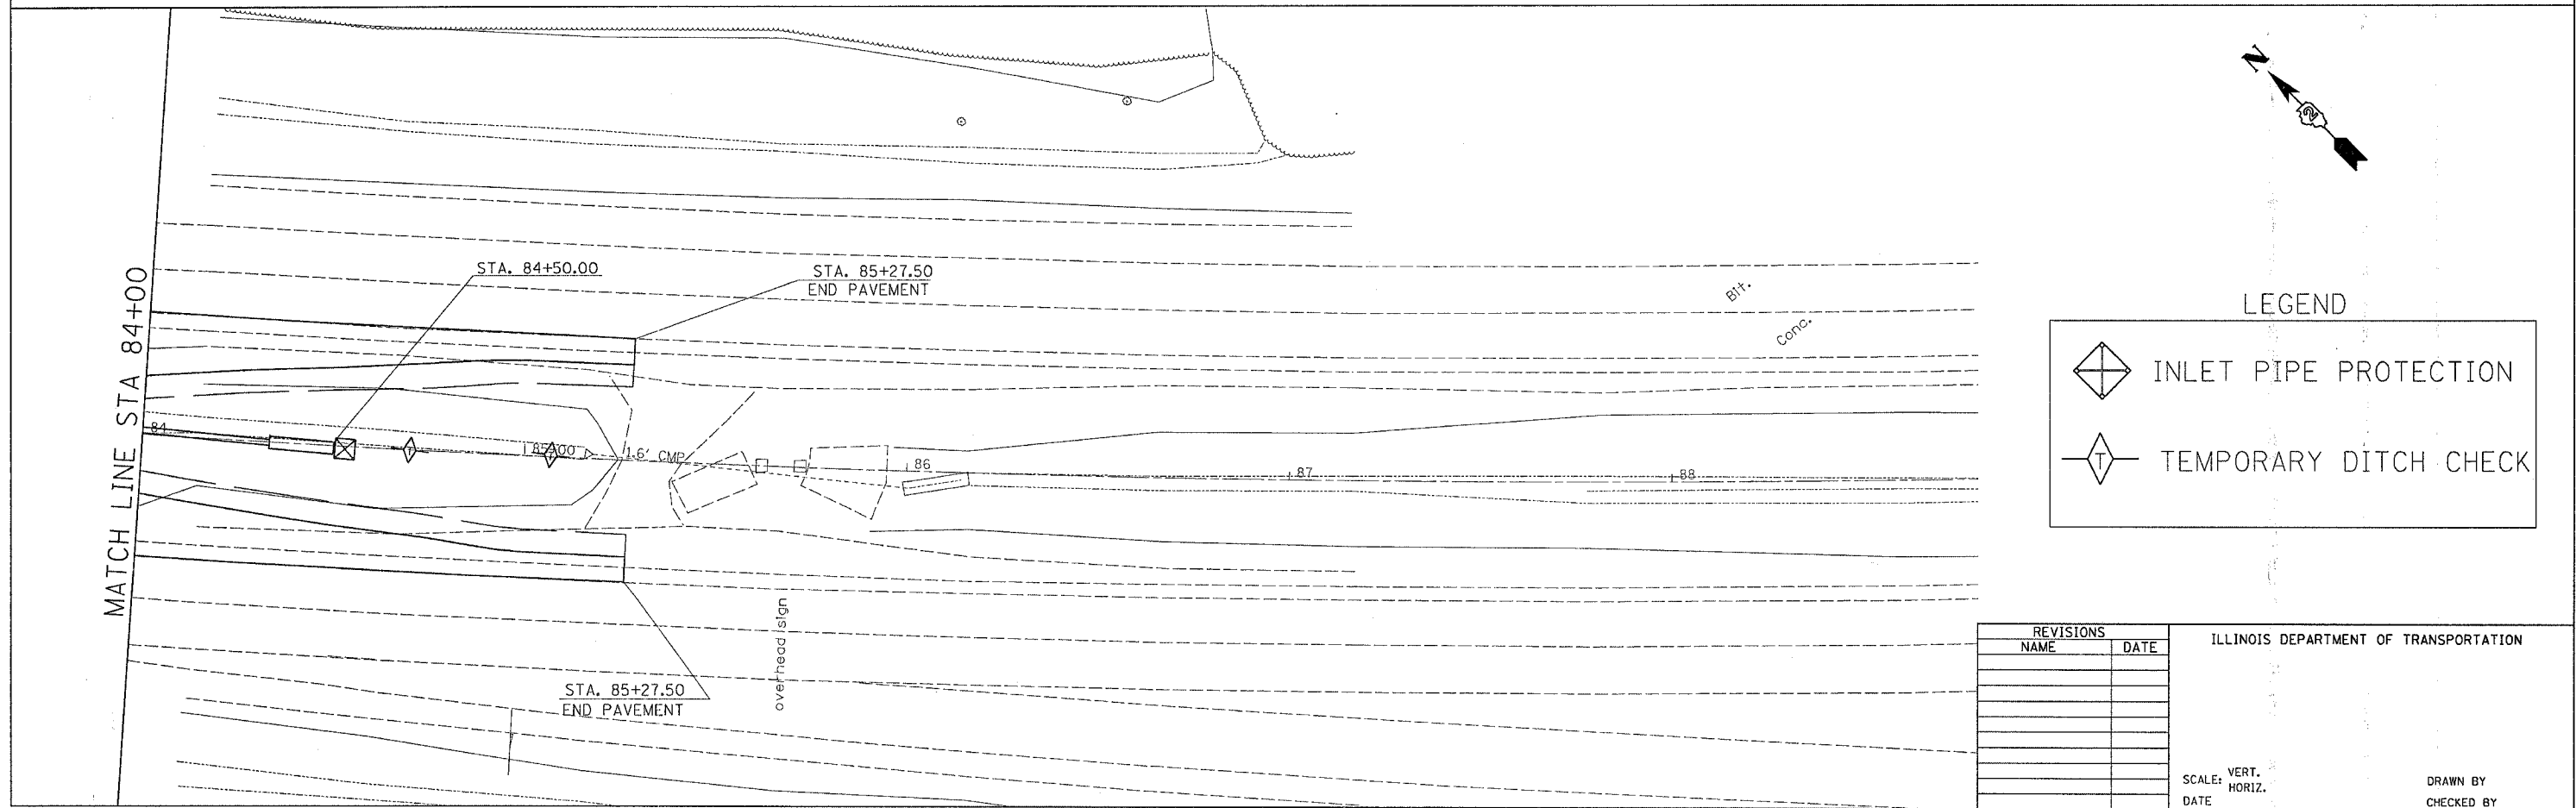 MATCH LINE STA 84+00
STA. 84+50.00
STA. 85+27.50
END PAVEMENT
Bit.
Conc.
84
85+00
1.6' CMP
86
87
88
overhead sign
STA. 85+27.50
END PAVEMENT
N
2
LEGEND
INLET PIPE PROTECTION
T TEMPORARY DITCH CHECK
T
REVISIONS
NAME DATE
ILLINOIS DEPARTMENT OF TRANSPORTATION
SCALE: VERT.
HORIZ.
DATE
DRAWN BY
CHECKED BY